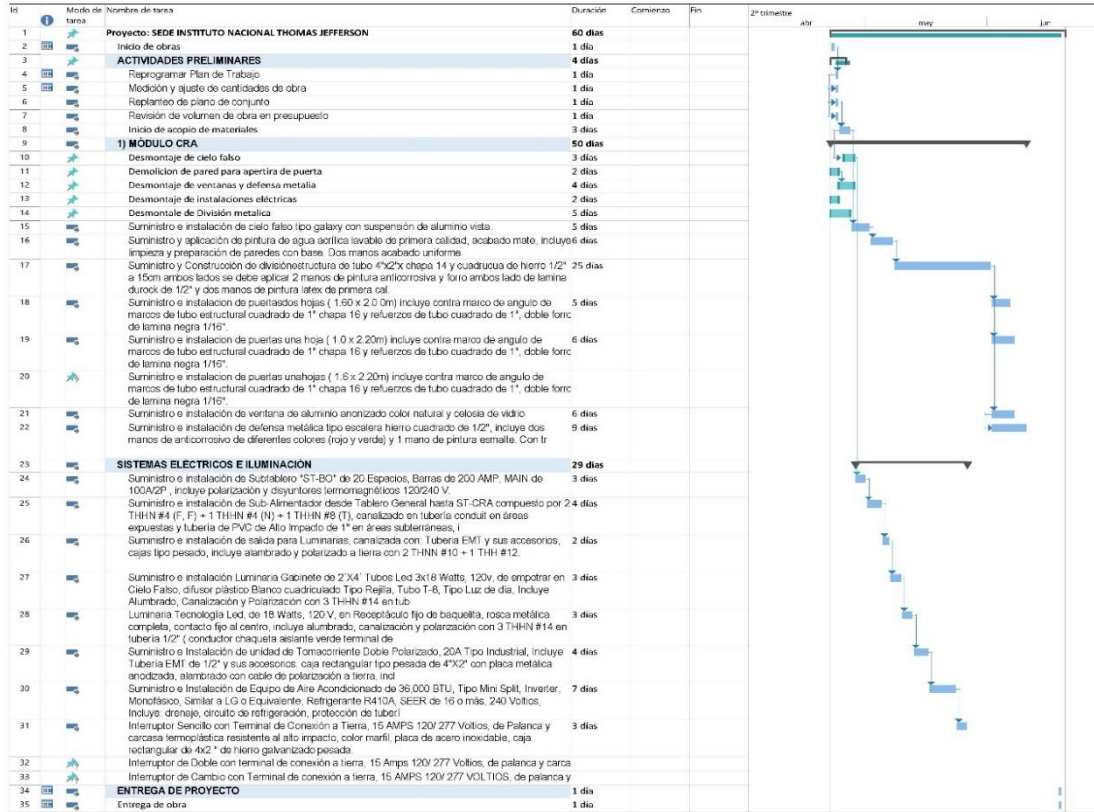 Id Modo de tarea Nombre de tarea Duración Comienzo Fin
2º trimestre
abr may jun
1 Proyecto: SEDE INSTITUTO NACIONAL THOMAS JEFFERSON 60 días
2 Inicio de obras 1 día
3 ACTIVIDADES PRELIMINARES 4 días
4 Reprogramar Plan de Trabajo 1 día
5 Medición y ajuste de cantidades de obra 1 día
6 Replanteo de plano de conjunto 1 día
7 Revisión de volumen de obra en presupuesto 1 día
8 Inicio de acopio de materiales 3 días
9 1) MÓDULO CRA 50 días
10 Desmontaje de cielo falso 3 días
11 Demolicion de pared para apertira de puerta 2 días
12 Desmontaje de ventanas y defensa metalia 4 días
13 Desmontaje de instalaciones eléctricas 2 días
14 Desmontale de División metalica 5 días
15 Suministro e instalación de cielo falso tipo galaxy con suspensión de aluminio vista. 5 días
16 Suministro y aplicación de pintura de agua acrílica lavable de primera calidad, acabado mate, incluye 6 días
limpieza y preparación de paredes con base. Dos manos acabado uniforme.
17 Suministro y Construcción de divisiónestructura de tubo 4"x2"x chapa 14 y cuadrucua de hierro 1/2" 25 días
a 15cm ambos lados se debe aplicar 2 manos de pintura anticorrosiva y forro ambos lado de lamina
durock de 1/2" y dos manos de pintura latex de primera cal.
18 Suministro e instalacion de puertasdos hojas ( 1.60 x 2.0 0m) incluye contra marco de angulo de 5 días
marcos de tubo estructural cuadrado de 1" chapa 16 y refuerzos de tubo cuadrado de 1", doble forrc
de lamina negra 1/16".
19 Suministro e instalacion de puertas una hoja ( 1.0 x 2.20m) incluye contra marco de angulo de 6 días
marcos de tubo estructural cuadrado de 1" chapa 16 y refuerzos de tubo cuadrado de 1", doble forrc
de lamina negra 1/16".
20 Suministro e instalacion de puertas unahojas ( 1.6 x 2.20m) incluye contra marco de angulo de
marcos de tubo estructural cuadrado de 1" chapa 16 y refuerzos de tubo cuadrado de 1", doble forrc
de lamina negra 1/16".
21 Suministro e instalación de ventana de aluminio anonizado color natural y celosia de vidrio 6 días
22 Suministro e instalación de defensa metálica tipo escalera hierro cuadrado de 1/2", incluye dos 9 días
manos de anticorrosivo de diferentes colores (rojo y verde) y 1 mano de pintura esmalte. Con tr
23 SISTEMAS ELÉCTRICOS E ILUMINACIÓN 29 días
24 Suministro e instalación de Subtablero "ST-BO" de 20 Espacios, Barras de 200 AMP, MAIN de 3 días
100A/2P , incluye polarización y disyuntores termomagnéticos 120/240 V.
25 Suministro e instalación de Sub-Alimentador desde Tablero General hasta ST-CRA compuesto por 2 4 días
THHN #4 (F, F) + 1 THHN #4 (N) + 1 THHN #8 (T), canalizado en tubería conduit en áreas
expuestas y tubería de PVC de Alto Impacto de 1" en áreas subterráneas, i
26 Suministro e instalación de salida para Luminarias, canalizada con: Tuberia EMT y sus accesorios, 2 días
cajas tipo pesado, incluye alambrado y polarizado a tierra con 2 THNN #10 + 1 THH #12.
27 Suministro e instalación Luminaria Gabinete de 2'X4' Tubos Led 3x18 Watts, 120v, de empotrar en 3 días
Cielo Falso, difusor plástico Blanco cuadriculado Tipo Rejilla, Tubo T-8, Tipo Luz de día, Incluye
Alumbrado, Canalización y Polarización con 3 THHN #14 en tub
28 Luminaria Tecnología Led, de 18 Watts, 120 V, en Receptáculo fijo de baquelita, rosca metálica 3 días
completa, contacto fijo al centro, incluye alumbrado, canalización y polarización con 3 THHN #14 en
tubería 1/2" ( conductor chaqueta aislante verde terminal de
29 Suministro e Instalación de unidad de Tomacorriente Doble Polarizado, 20A Tipo Industrial, Incluye 4 días
Tubería EMT de 1/2" y sus accesorios, caja rectangular tipo pesada de 4"X2" con placa metálica
anodizada, alambrado con cable de polarización a tierra, incl
30 Suministro e Instalación de Equipo de Aire Acondicionado de 36,000 BTU, Tipo Mini Split, Inverter, 7 días
Monofásico, Similar a LG o Equivalente, Refrigerante R410A, SEER de 16 o más, 240 Voltios,
Incluye: drenaje, circuito de refrigeración, protección de tuberí
31 Interruptor Sencillo con Terminal de Conexión a Tierra, 15 AMPS 120/ 277 Voltios, de Palanca y 3 días
carcasa termoplástica resistente al alto impacto, color marfil, placa de acero inoxidable, caja
rectangular de 4x2 " de hierro galvanizado pesada.
32 Interruptor de Doble con terminal de conexión a tierra, 15 Amps 120/ 277 Voltios, de palanca y carca
33 Interruptor de Cambio con Terminal de conexión a tierra, 15 AMPS 120/ 277 VOLTIOS, de palanca y
34 ENTREGA DE PROYECTO 1 día
35 Entrega de obra 1 día